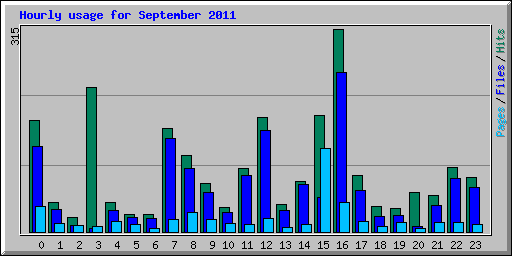 Hourly usage for September 2011
315
Pages / Files / Hits
0 1 2 3 4 5 6 7 8 9 10 11 12 13 14 15 16 17 18 19 20 21 22 23